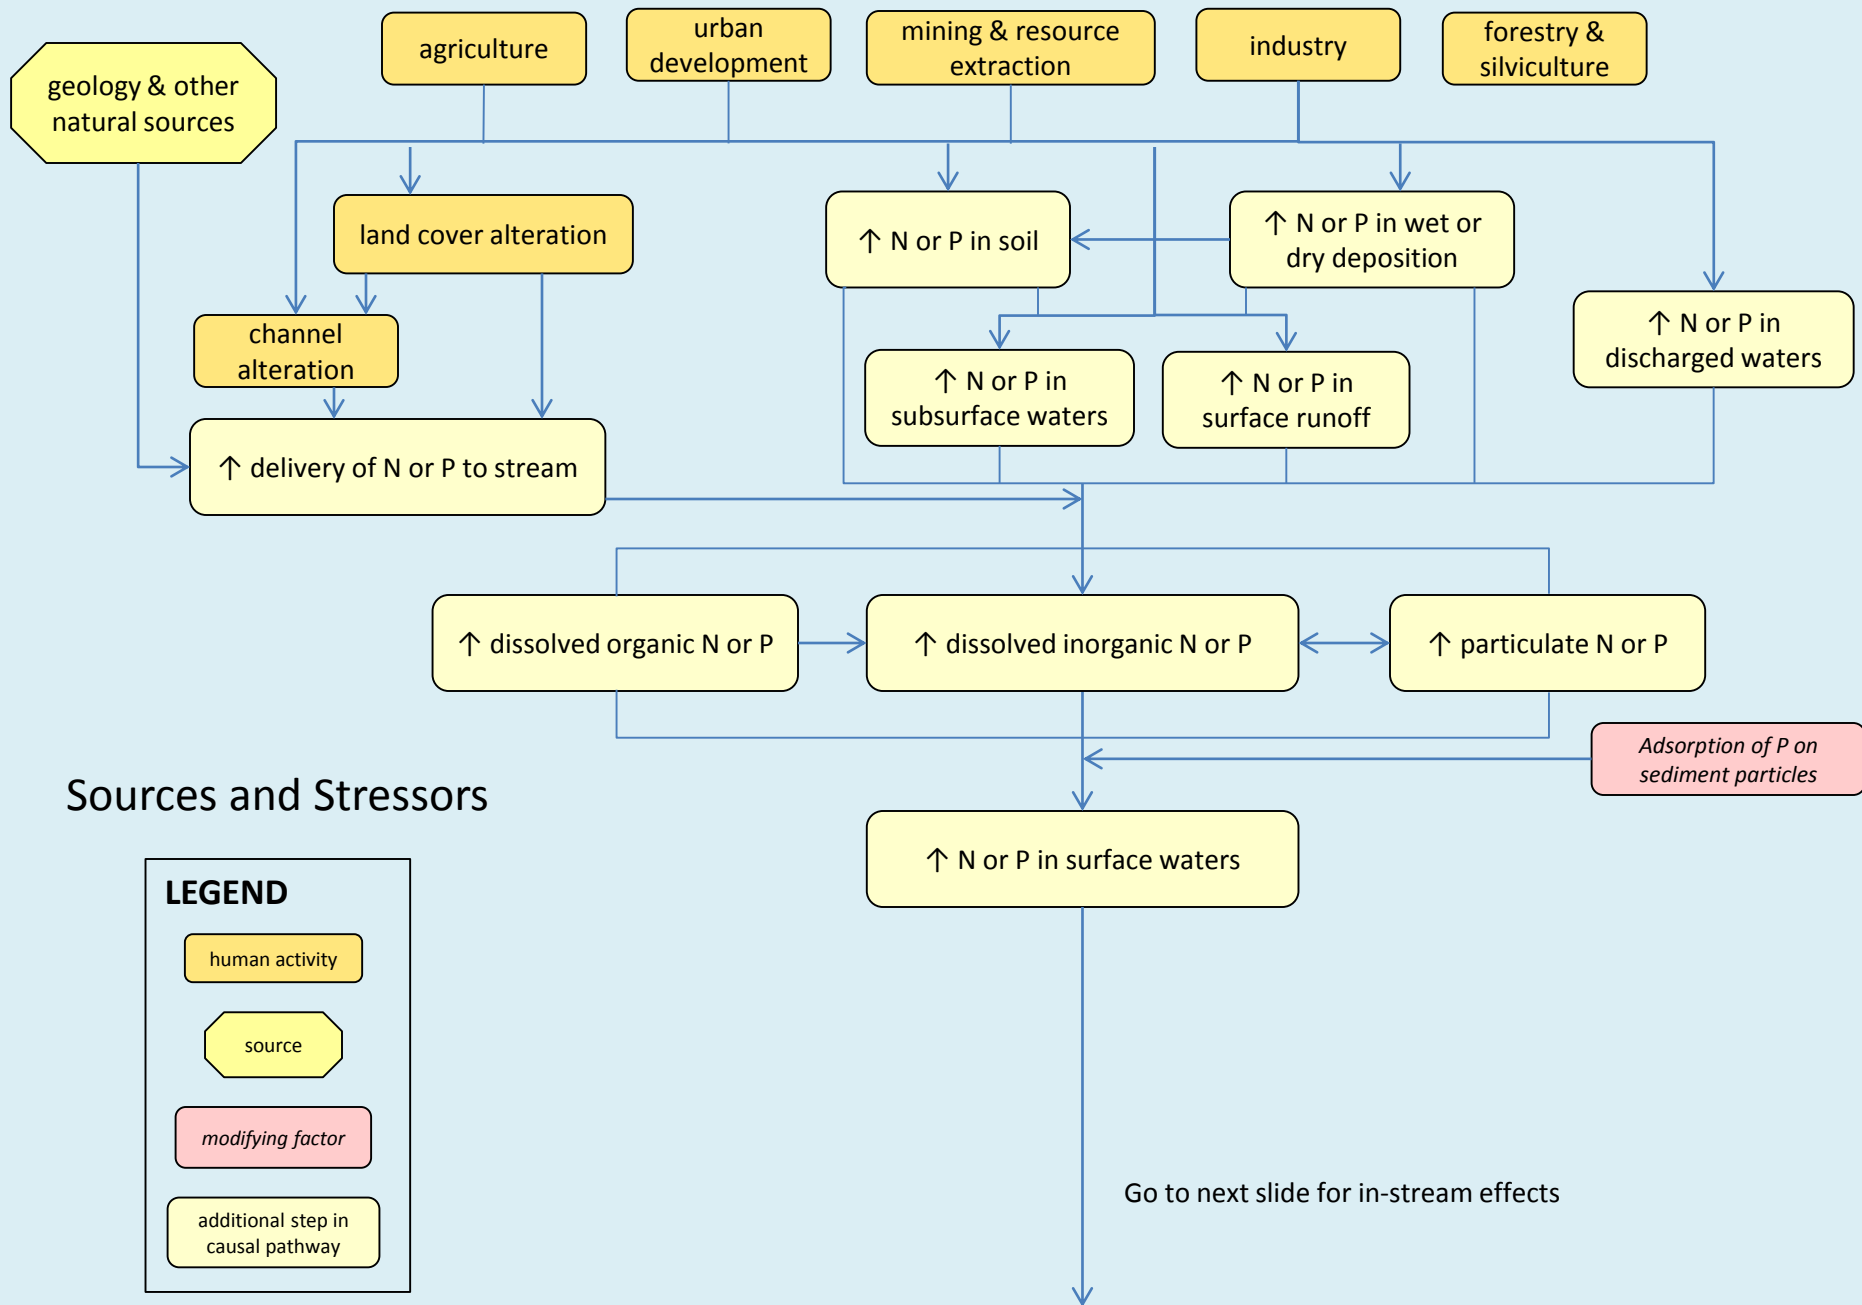 agriculture
urban
development
mining & resource
extraction
industry
forestry &
silviculture
geology & other
natural sources
land cover alteration
↑ N or P in soil
↑ N or P in wet or
dry deposition
channel
alteration
↑ N or P in
discharged waters
↑ N or P in
subsurface waters
↑ N or P in
surface runoff
↑ delivery of N or P to stream
↑ dissolved organic N or P
↑ dissolved inorganic N or P
↑ particulate N or P
Adsorption of P on
sediment particles
Sources and Stressors
↑ N or P in surface waters
LEGEND
human activity
source
modifying factor
additional step in
causal pathway
Go to next slide for in-stream effects